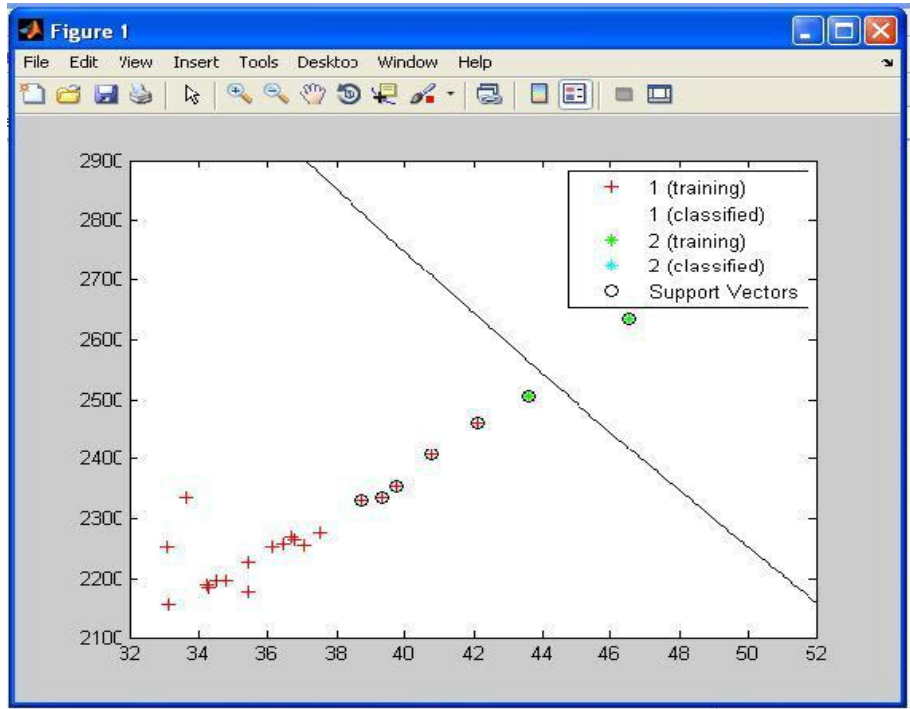 Figure 1
File Edit View Insert Tools Desktop Window Help
2900
2800
2700
2600
2500
2400
2300
2200
2100
32 34 36 38 40 42 44 46 48 50 52
1 (training)
1 (classified)
2 (training)
2 (classified)
Support Vectors